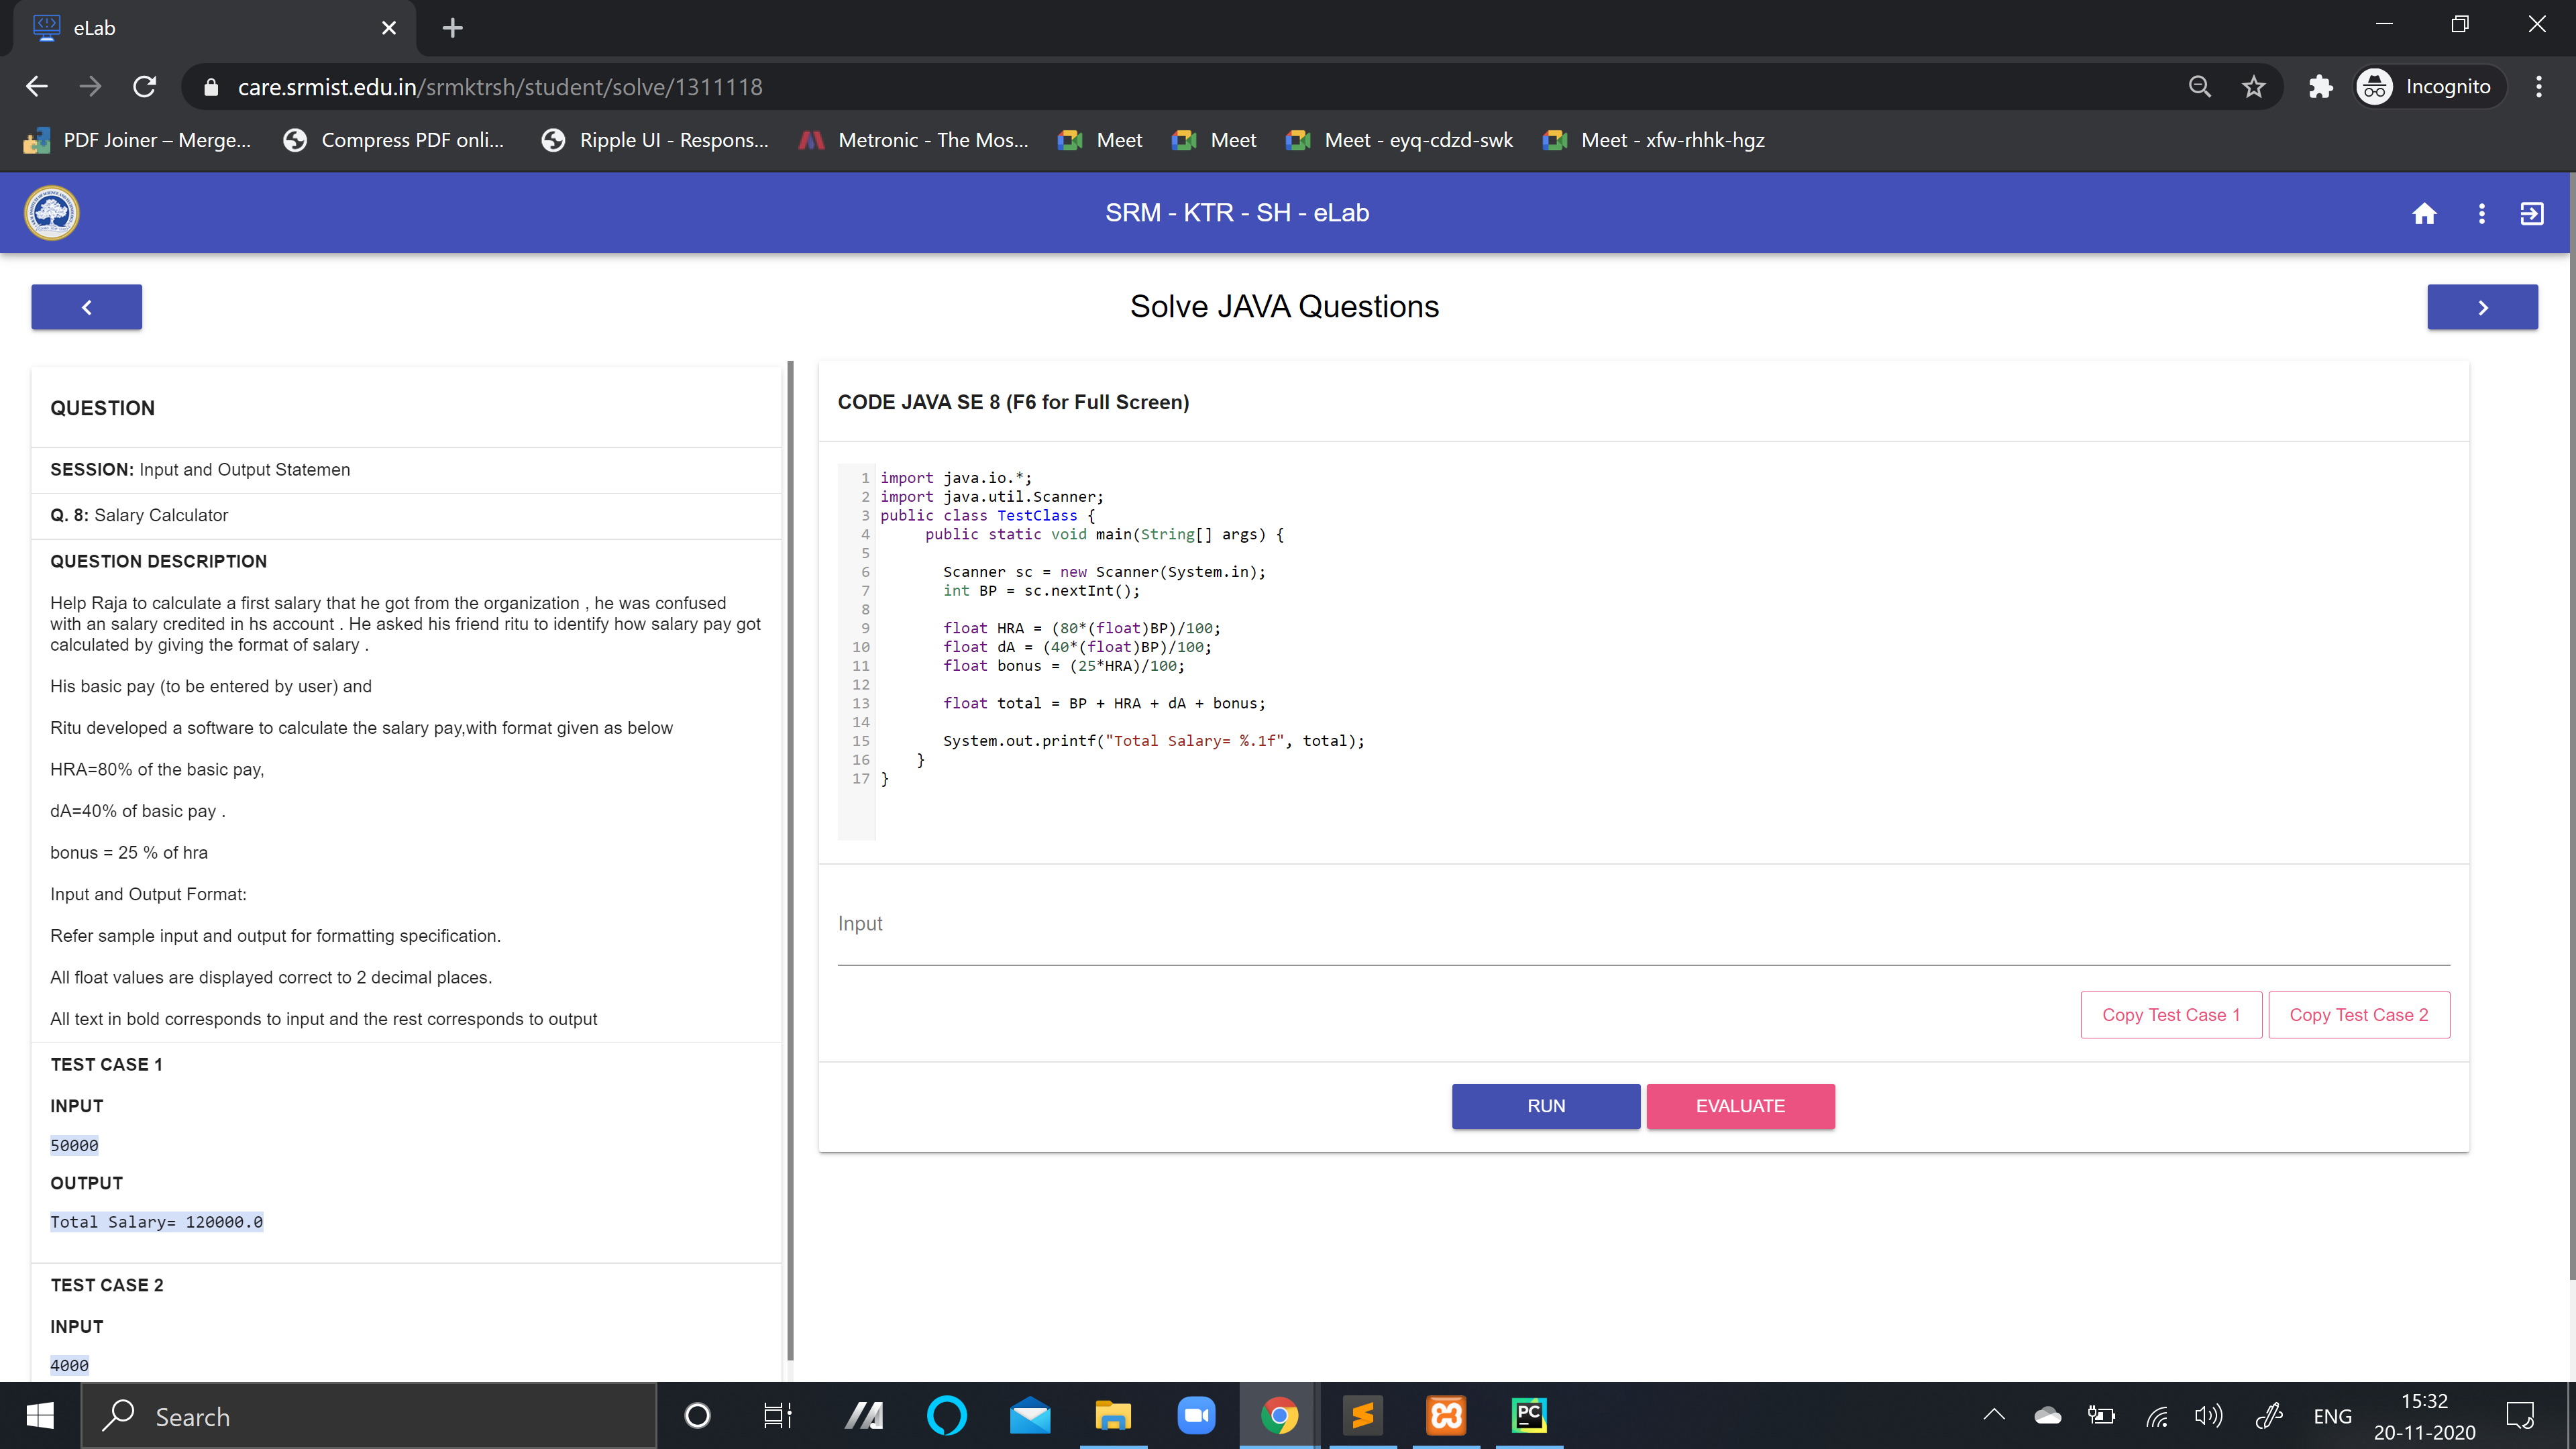 eLab
care.srmist.edu.in/srmktrsh/student/solve/1311118
Incognito
PDF Joiner – Merge...
Compress PDF onli...
Ripple UI - Respons...
Metronic - The Mos...
Meet
Meet
Meet - eyq-cdzd-swk
Meet - xfw-rhhk-hgz
SRM - KTR - SH - eLab
Solve JAVA Questions
QUESTION
SESSION: Input and Output Statemen
Q. 8: Salary Calculator
QUESTION DESCRIPTION
Help Raja to calculate a first salary that he got from the organization , he was confused
with an salary credited in hs account . He asked his friend ritu to identify how salary pay got
calculated by giving the format of salary .
His basic pay (to be entered by user) and
Ritu developed a software to calculate the salary pay,with format given as below
HRA=80% of the basic pay,
dA=40% of basic pay .
bonus = 25 % of hra
Input and Output Format:
Refer sample input and output for formatting specification.
All float values are displayed correct to 2 decimal places.
All text in bold corresponds to input and the rest corresponds to output
TEST CASE 1
INPUT
50000
OUTPUT
Total Salary= 120000.0
TEST CASE 2
INPUT
4000
CODE JAVA SE 8 (F6 for Full Screen)
1 import java.io.*;
2 import java.util.Scanner;
3 public class TestClass {
4 public static void main(String[] args) {
5
6 Scanner sc = new Scanner(System.in);
7 int BP = sc.nextInt();
8
9 float HRA = (80*(float)BP)/100;
10 float dA = (40*(float)BP)/100;
11 float bonus = (25*HRA)/100;
12
13 float total = BP + HRA + dA + bonus;
14
15 System.out.printf("Total Salary= %.1f", total);
16 }
17 }
Input
Copy Test Case 1
Copy Test Case 2
RUN
EVALUATE
Search
PC
ENG
15:32
20-11-2020